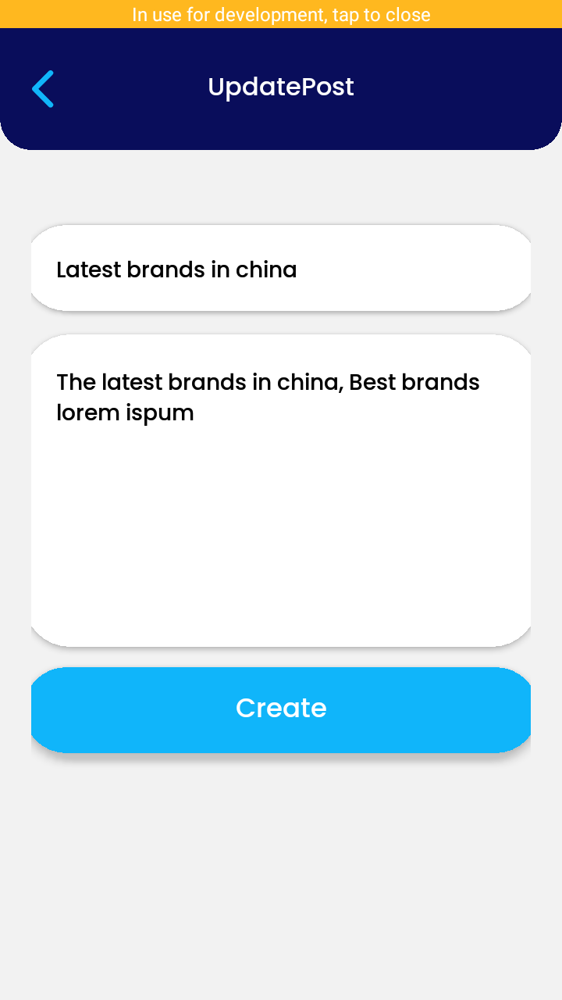 In use for development, tap to close
UpdatePost
Latest brands in china
The latest brands in china, Best brands
lorem ispum
Create